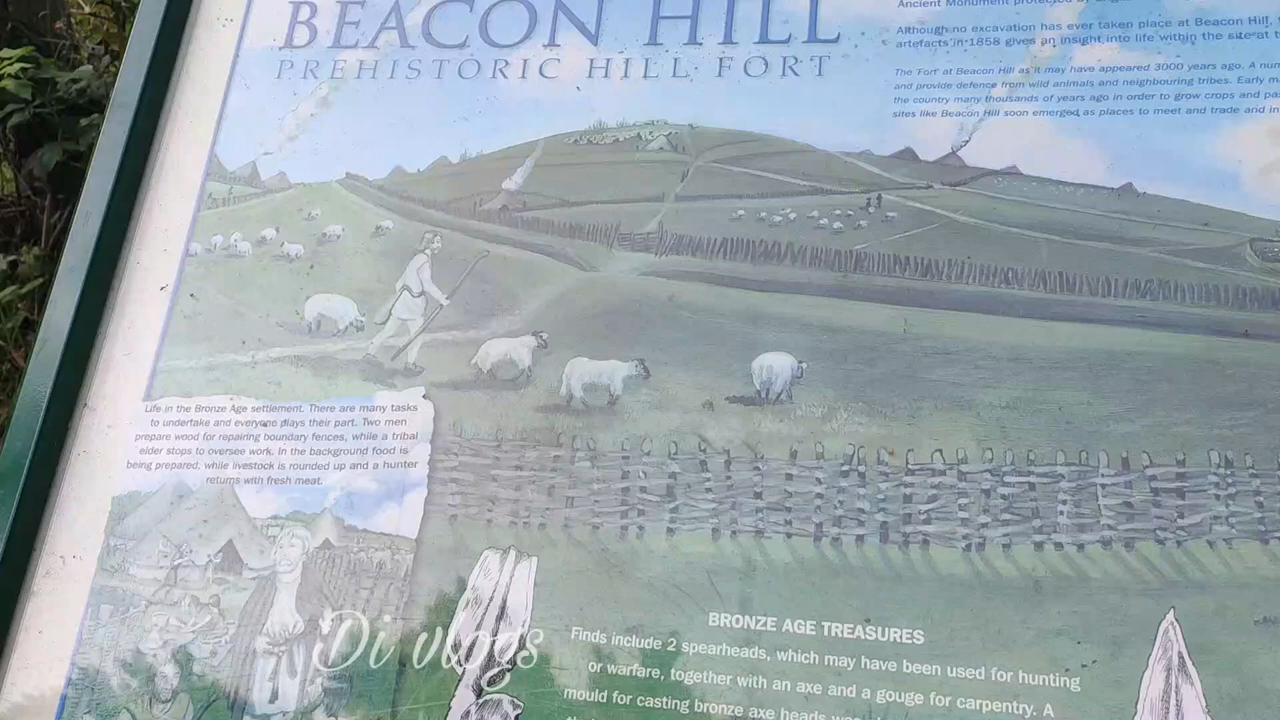 BEACON HILL
PREHISTORIC HILL FORT
Ancient Monument protected by
Although no excavation has ever taken place at Beacon Hill,
artefacts in 1858 gives an insight into life within the site at
The 'Fort' at Beacon Hill as it may have appeared 3000 years ago. A
and provide defence from wild animals and neighbouring tribes. Early
the country many thousands of years ago in order to grow crops and
sites like Beacon Hill soon emerged as places to meet and trade and
Life in the Bronze Age settlement. There are many tasks
to undertake and everyone plays their part. Two men
prepare wood for repairing boundary fences, while a tribal
elder stops to oversee work. In the background food is
being prepared, while livestock is rounded up and a hunter
returns with fresh meat.
BRONZE AGE TREASURES
Finds include 2 spearheads, which may have been used for hunting
or warfare, together with an axe and a gouge for carpentry. A
mould for casting bronze axe heads
Di vlogs